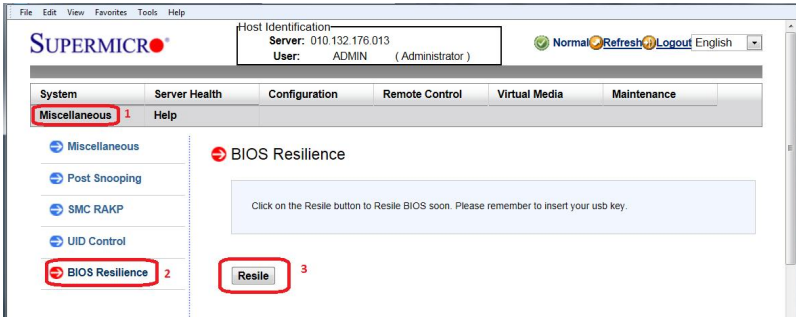 File Edit View Favorites Tools Help
Host Identification
Server: 010.132.176.013
User: ADMIN ( Administrator )
SUPERMICRO
Normal Refresh Logout English
System Server Health Configuration Remote Control Virtual Media Maintenance
Miscellaneous 1 Help
Miscellaneous
Post Snooping
SMC RAKP
UID Control
BIOS Resilience 2
BIOS Resilience
Click on the Resile button to Resile BIOS soon. Please remember to insert your usb key.
Resile 3